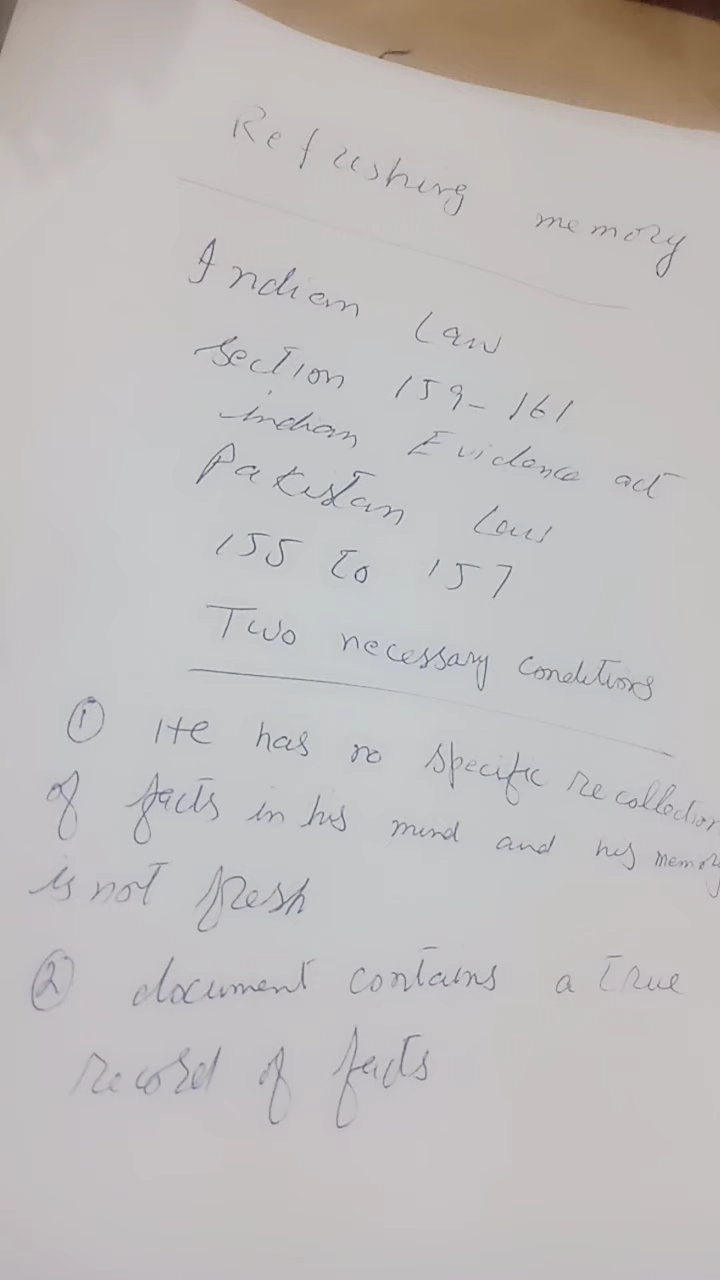 Refreshing memory
Indian Law
Section 159-161
indian Evidence act
Pakistan Law
155 to 157
Two necessary conditions
① He has no specific recollection
of facts in his mind and his memory
is not fresh
② document contains a true
record of facts